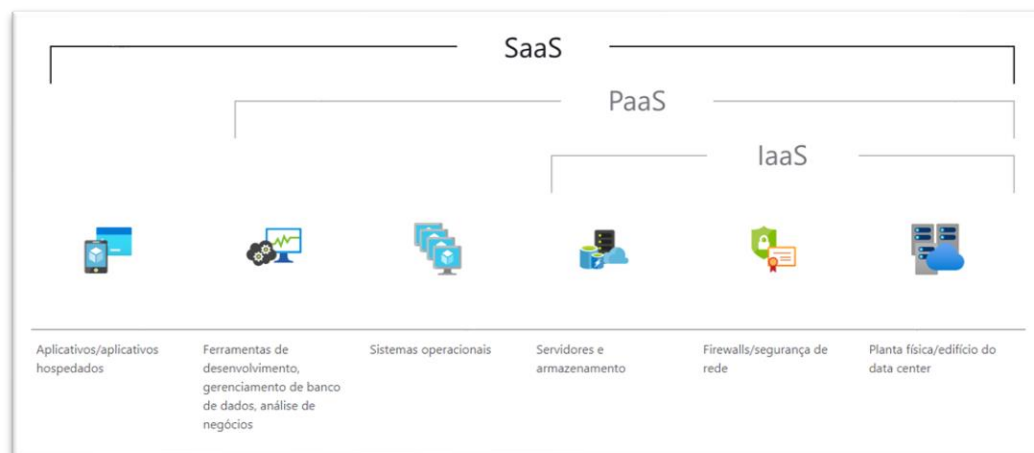 SaaS
PaaS
IaaS
Aplicativos/aplicativos
hospedados
Ferramentas de
desenvolvimento,
gerenciamento de banco
de dados, análise de
negócios
Sistemas operacionais
Servidores e
armazenamento
Firewalls/segurança de
rede
Planta física/edifício do
data center